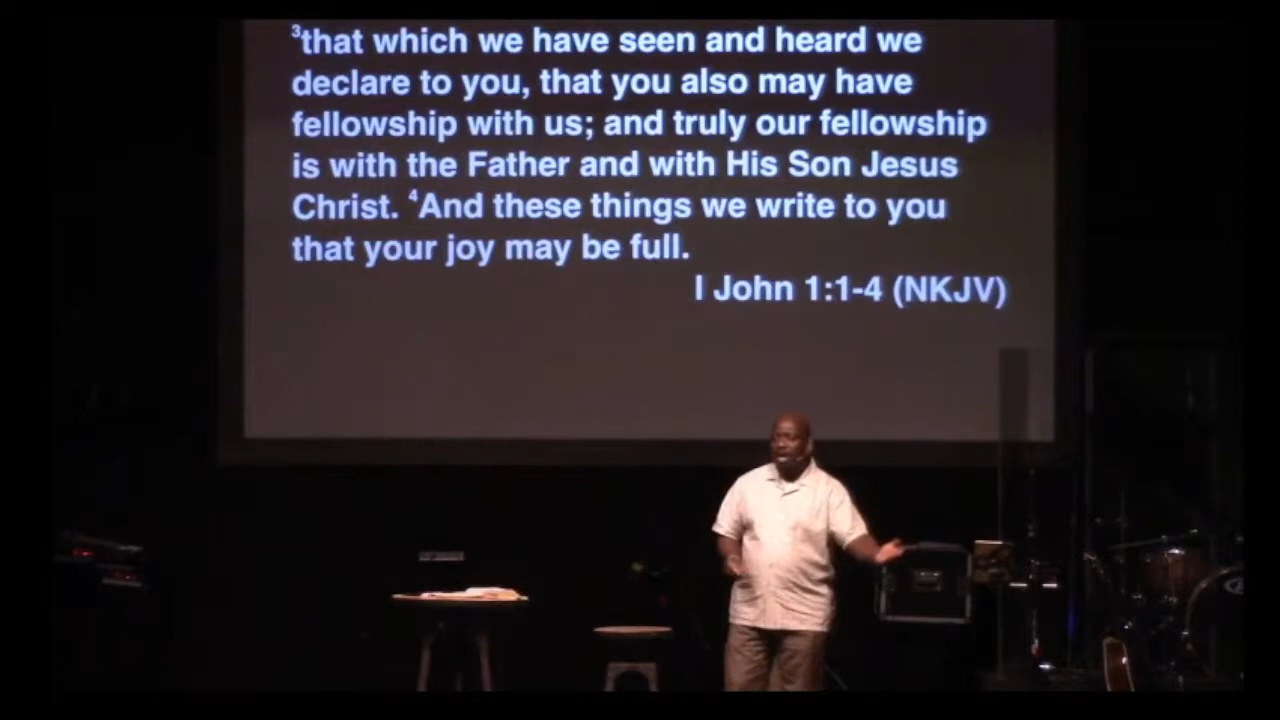 ³that which we have seen and heard we
declare to you, that you also may have
fellowship with us; and truly our fellowship
is with the Father and with His Son Jesus
Christ. ⁴And these things we write to you
that your joy may be full.
I John 1:1-4 (NKJV)